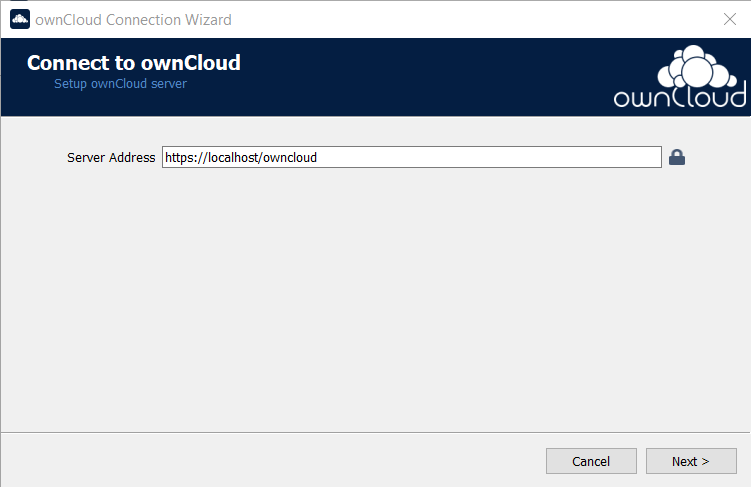 ownCloud Connection Wizard
Connect to ownCloud
Setup ownCloud server
ownCloud
Server Address https://localhost/owncloud
Cancel Next >